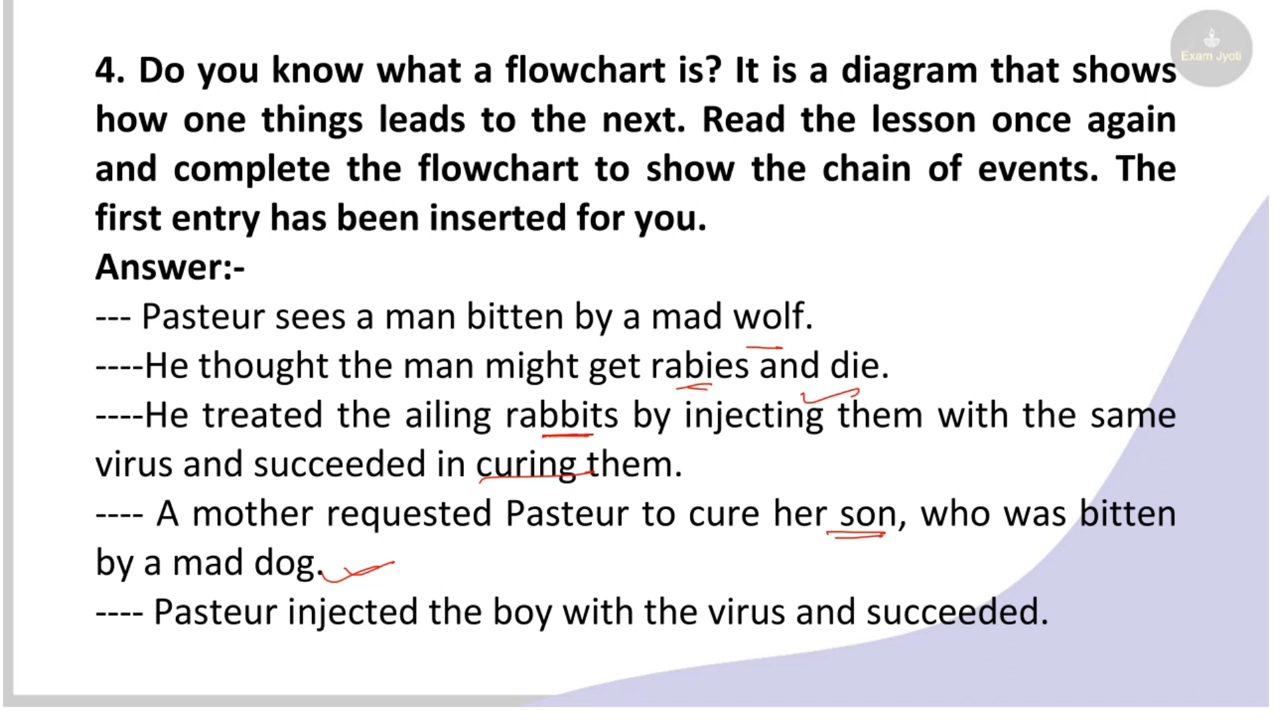 Exam Jyoti
4. Do you know what a flowchart is? It is a diagram that shows
how one things leads to the next. Read the lesson once again
and complete the flowchart to show the chain of events. The
first entry has been inserted for you.
Answer:-
--- Pasteur sees a man bitten by a mad wolf.
----He thought the man might get rabies and die.
----He treated the ailing rabbits by injecting them with the same
virus and succeeded in curing them.
---- A mother requested Pasteur to cure her son, who was bitten
by a mad dog.
---- Pasteur injected the boy with the virus and succeeded.